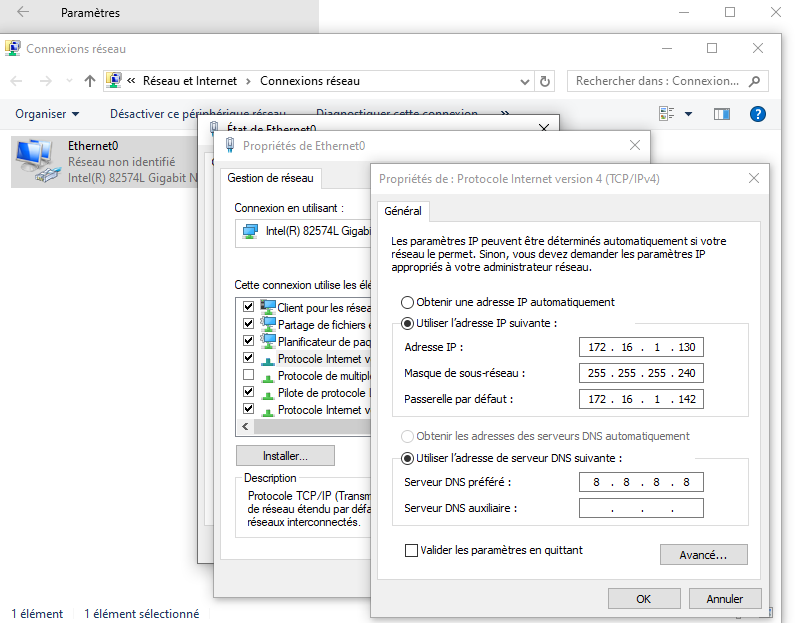 Paramètres
Connexions réseau
« Réseau et Internet > Connexions réseau
Rechercher dans : Connexion...
Organiser
Désactiver ce périphérique réseau
Diagnostiquer cette connexion
»
?
Ethernet0
Réseau non identifié
Intel(R) 82574L Gigabit N
État de Ethernet0
Propriétés de Ethernet0
Gestion de réseau
Connexion en utilisant :
Intel(R) 82574L Gigabi
Cette connexion utilise les élé
Client pour les résea
Partage de fichiers e
Planificateur de paq
Protocole Internet v
Protocole de multiple
Pilote de protocole
Protocole Internet v
Installer...
Description
Protocole TCP/IP (Transm
de réseau étendu par défa
réseaux interconnectés.
Propriétés de : Protocole Internet version 4 (TCP/IPv4)
Général
Les paramètres IP peuvent être déterminés automatiquement si votre
réseau le permet. Sinon, vous devez demander les paramètres IP
appropriés à votre administrateur réseau.
Obtenir une adresse IP automatiquement
Utiliser l'adresse IP suivante :
Adresse IP : 172 . 16 . 1 . 130
Masque de sous-réseau : 255 . 255 . 255 . 240
Passerelle par défaut : 172 . 16 . 1 . 142
Obtenir les adresses des serveurs DNS automatiquement
Utiliser l'adresse de serveur DNS suivante :
Serveur DNS préféré : 8 . 8 . 8 . 8
Serveur DNS auxiliaire : . . .
Valider les paramètres en quittant
Avancé...
OK
Annuler
1 élément
1 élément sélectionné